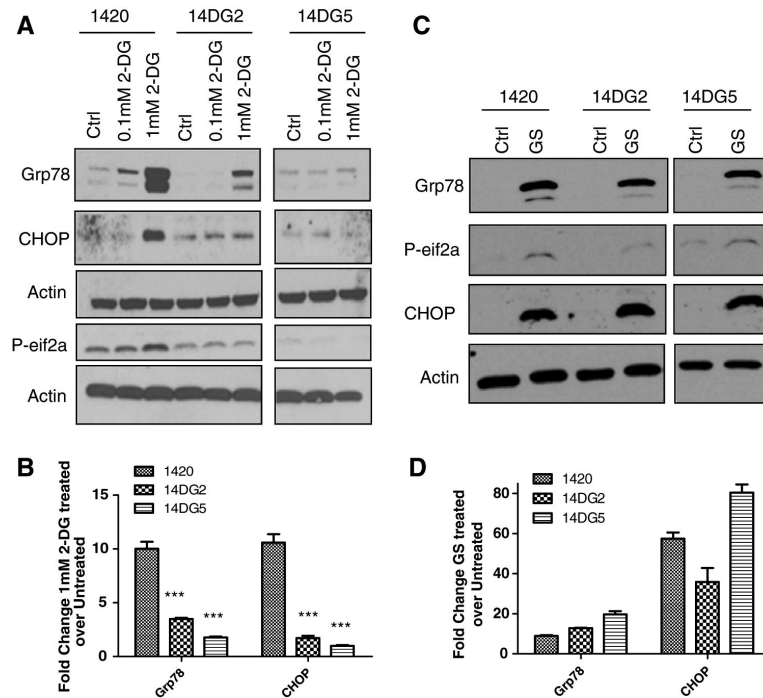 A
1420
14DG2
14DG5
Ctrl
0.1mM 2-DG
1mM 2-DG
Ctrl
0.1mM 2-DG
1mM 2-DG
Ctrl
0.1mM 2-DG
1mM 2-DG
Grp78
CHOP
Actin
P-eif2a
Actin
C
1420
14DG2
14DG5
Ctrl
GS
Ctrl
GS
Ctrl
GS
Grp78
P-eif2a
CHOP
Actin
B
1420
14DG2
14DG5
Fold Change 1mM 2-DG treated
over Untreated
15
10
5
0
***
***
***
***
Grp78
CHOP
D
1420
14DG2
14DG5
Fold Change GS treated
over Untreated
80
60
40
20
0
Grp78
CHOP